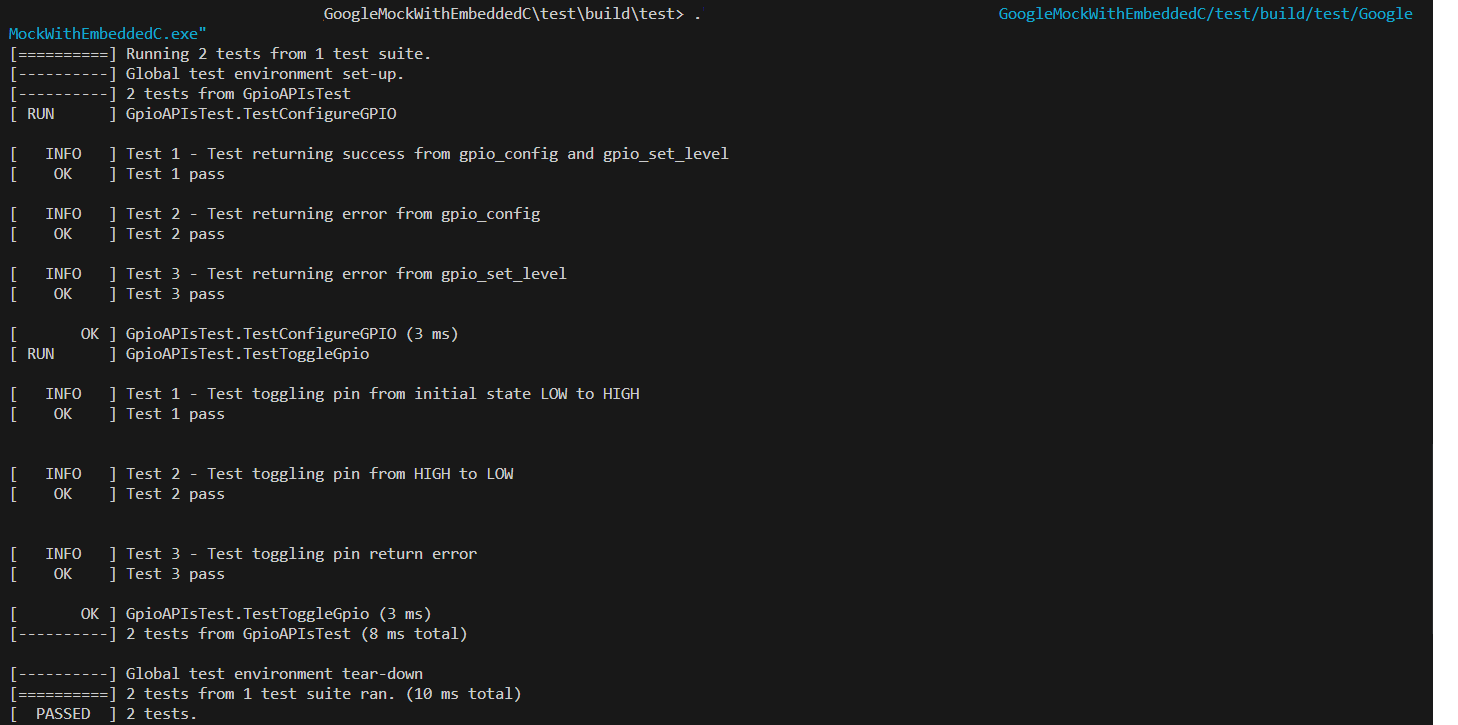 GoogleMockWithEmbeddedC\test\build\test> . GoogleMockWithEmbeddedC/test/build/test/Google
MockWithEmbeddedC.exe"
[==========] Running 2 tests from 1 test suite.
[----------] Global test environment set-up.
[----------] 2 tests from GpioAPIsTest
[ RUN      ] GpioAPIsTest.TestConfigureGPIO
[   INFO   ] Test 1 - Test returning success from gpio_config and gpio_set_level
[    OK    ] Test 1 pass
[   INFO   ] Test 2 - Test returning error from gpio_config
[    OK    ] Test 2 pass
[   INFO   ] Test 3 - Test returning error from gpio_set_level
[    OK    ] Test 3 pass
[       OK ] GpioAPIsTest.TestConfigureGPIO (3 ms)
[ RUN      ] GpioAPIsTest.TestToggleGpio
[   INFO   ] Test 1 - Test toggling pin from initial state LOW to HIGH
[    OK    ] Test 1 pass
[   INFO   ] Test 2 - Test toggling pin from HIGH to LOW
[    OK    ] Test 2 pass
[   INFO   ] Test 3 - Test toggling pin return error
[    OK    ] Test 3 pass
[       OK ] GpioAPIsTest.TestToggleGpio (3 ms)
[----------] 2 tests from GpioAPIsTest (8 ms total)
[----------] Global test environment tear-down
[==========] 2 tests from 1 test suite ran. (10 ms total)
[  PASSED  ] 2 tests.